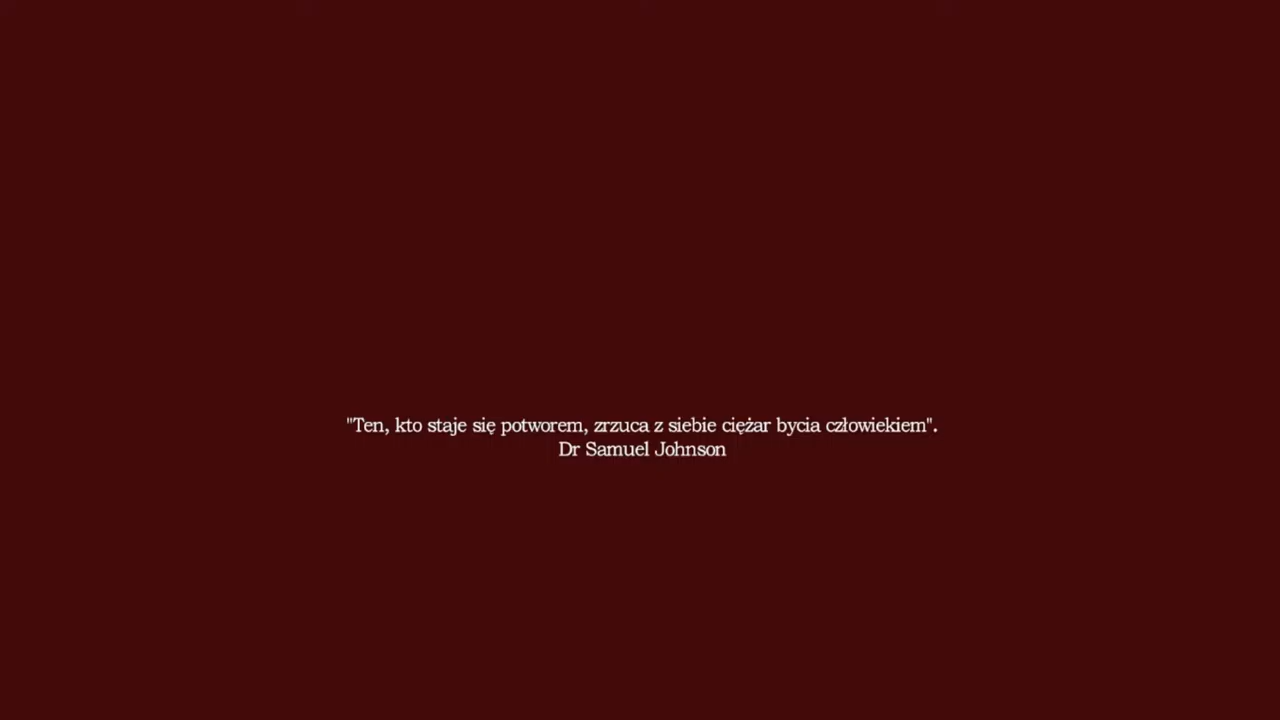 "Ten, kto staje się potworem, zrzuca z siebie ciężar bycia człowiekiem".
Dr Samuel Johnson